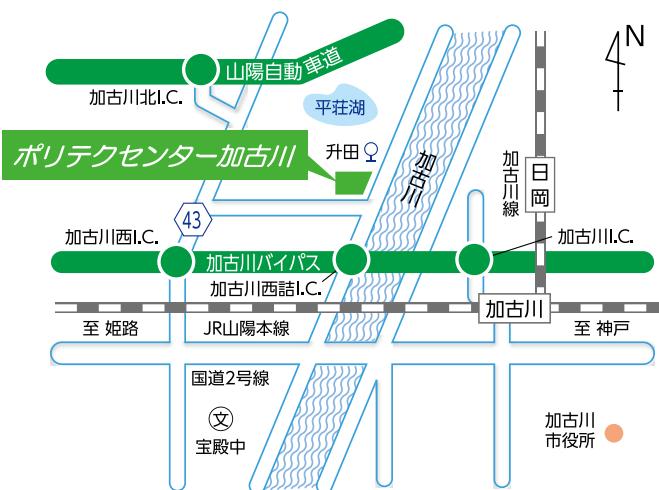 N
山陽自動車道
加古川北I.C.
平荘湖
升田
ポリテクセンター加古川
加古川
加古川線
日岡
43
加古川西I.C.
加古川バイパス
加古川I.C.
加古川西詰I.C.
加古川
至 姫路
JR山陽本線
至 神戸
国道2号線
文
宝殿中
加古川
市役所